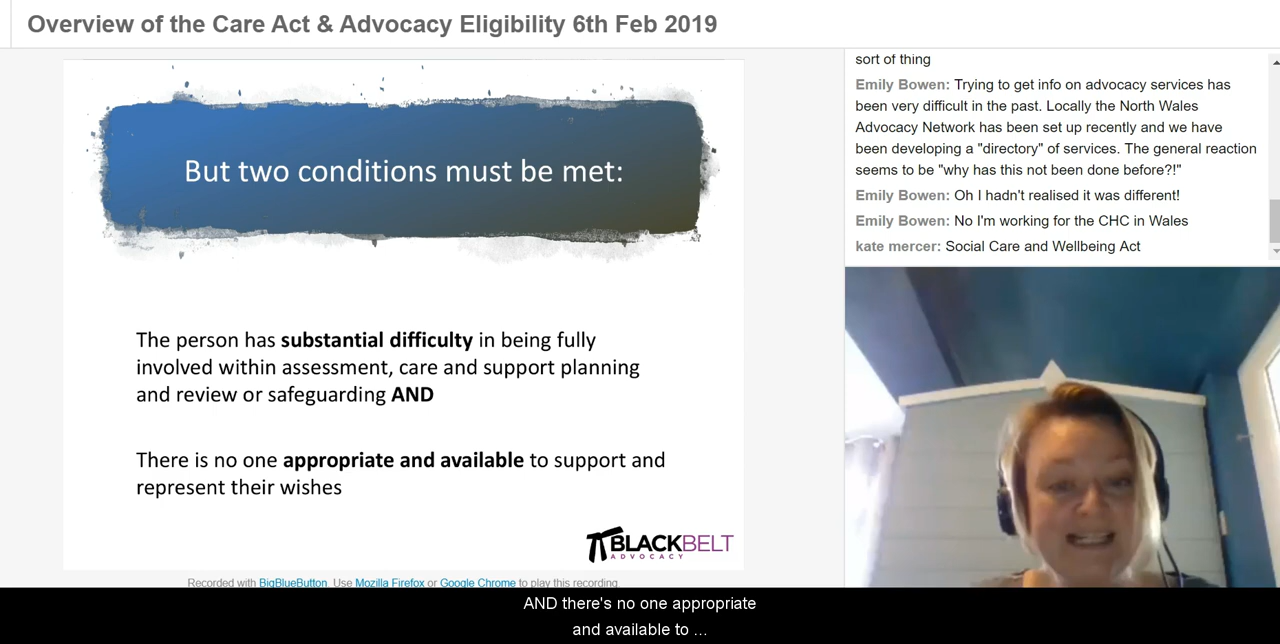 Overview of the Care Act & Advocacy Eligibility 6th Feb 2019
But two conditions must be met:
The person has substantial difficulty in being fully
involved within assessment, care and support planning
and review or safeguarding AND
There is no one appropriate and available to support and
represent their wishes
BLACKBELT
ADVOCACY
Recorded with BigBlueButton. Use Mozilla Firefox or Google Chrome to play this recording.
sort of thing
Emily Bowen: Trying to get info on advocacy services has
been very difficult in the past. Locally the North Wales
Advocacy Network has been set up recently and we have
been developing a "directory" of services. The general reaction
seems to be "why has this not been done before?!"
Emily Bowen: Oh I hadn't realised it was different!
Emily Bowen: No I'm working for the CHC in Wales
kate mercer: Social Care and Wellbeing Act
AND there's no one appropriate
and available to ...